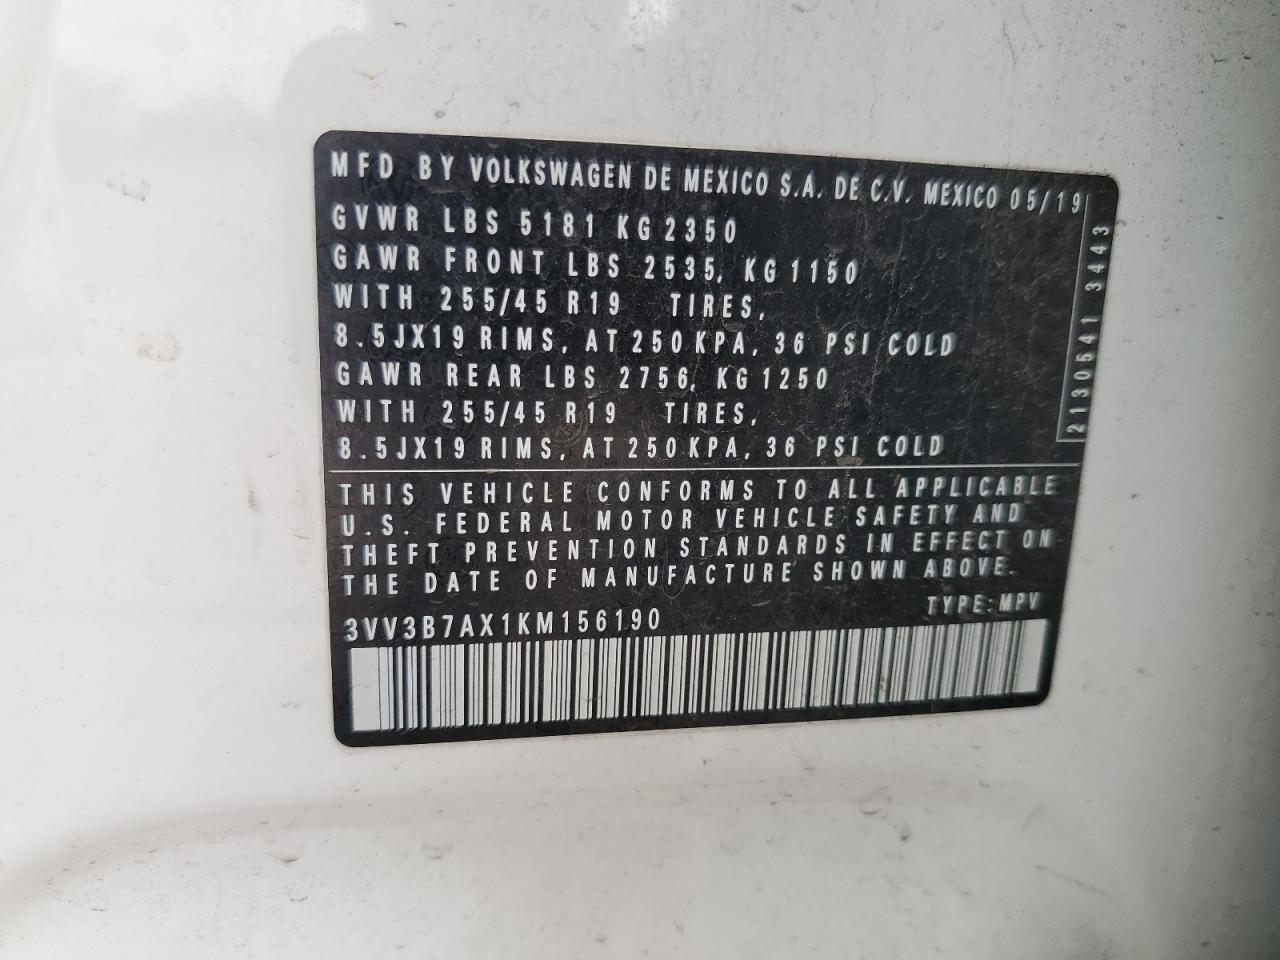 MFD BY VOLKSWAGEN DE MEXICO S.A. DE C.V. MEXICO 05/19
GVWR LBS 5181 KG 2350
GAWR FRONT LBS 2535, KG 1150
WITH 255/45 R19 TIRES,
8.5JX19 RIMS, AT 250 KPA, 36 PSI COLD
GAWR REAR LBS 2756, KG 1250
WITH 255/45 R19 TIRES,
8.5JX19 RIMS, AT 250 KPA, 36 PSI COLD
2130541 3443
THIS VEHICLE CONFORMS TO ALL APPLICABLE
U.S. FEDERAL MOTOR VEHICLE SAFETY AND
THEFT PREVENTION STANDARDS IN EFFECT ON
THE DATE OF MANUFACTURE SHOWN ABOVE.
3VV3B7AX1KM156190
TYPE: MPV